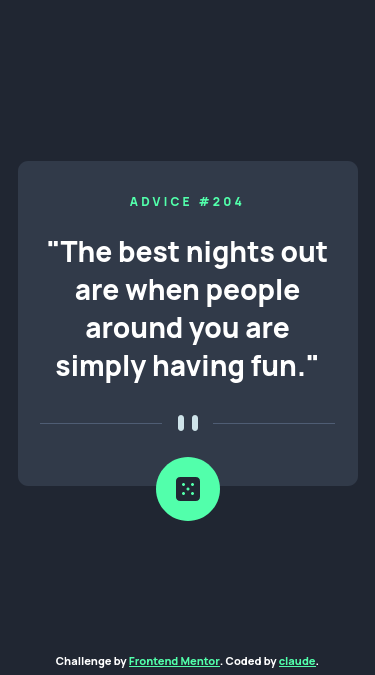 ADVICE #204
"The best nights out
are when people
around you are
simply having fun."
Challenge by Frontend Mentor. Coded by claude.